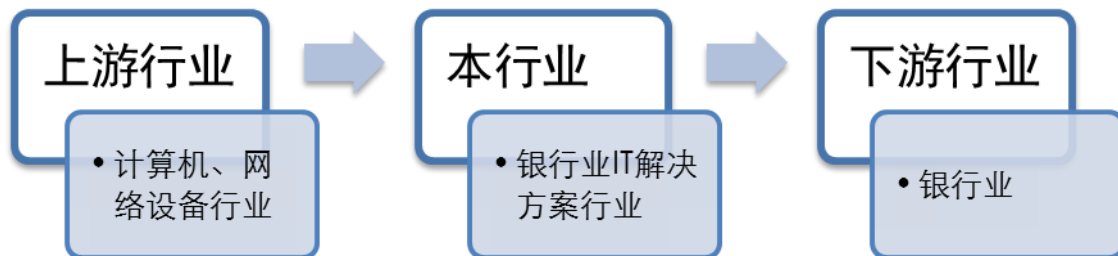 上游行业
• 计算机、网
络设备行业
本行业
• 银行业IT解决
方案行业
下游行业
• 银行业